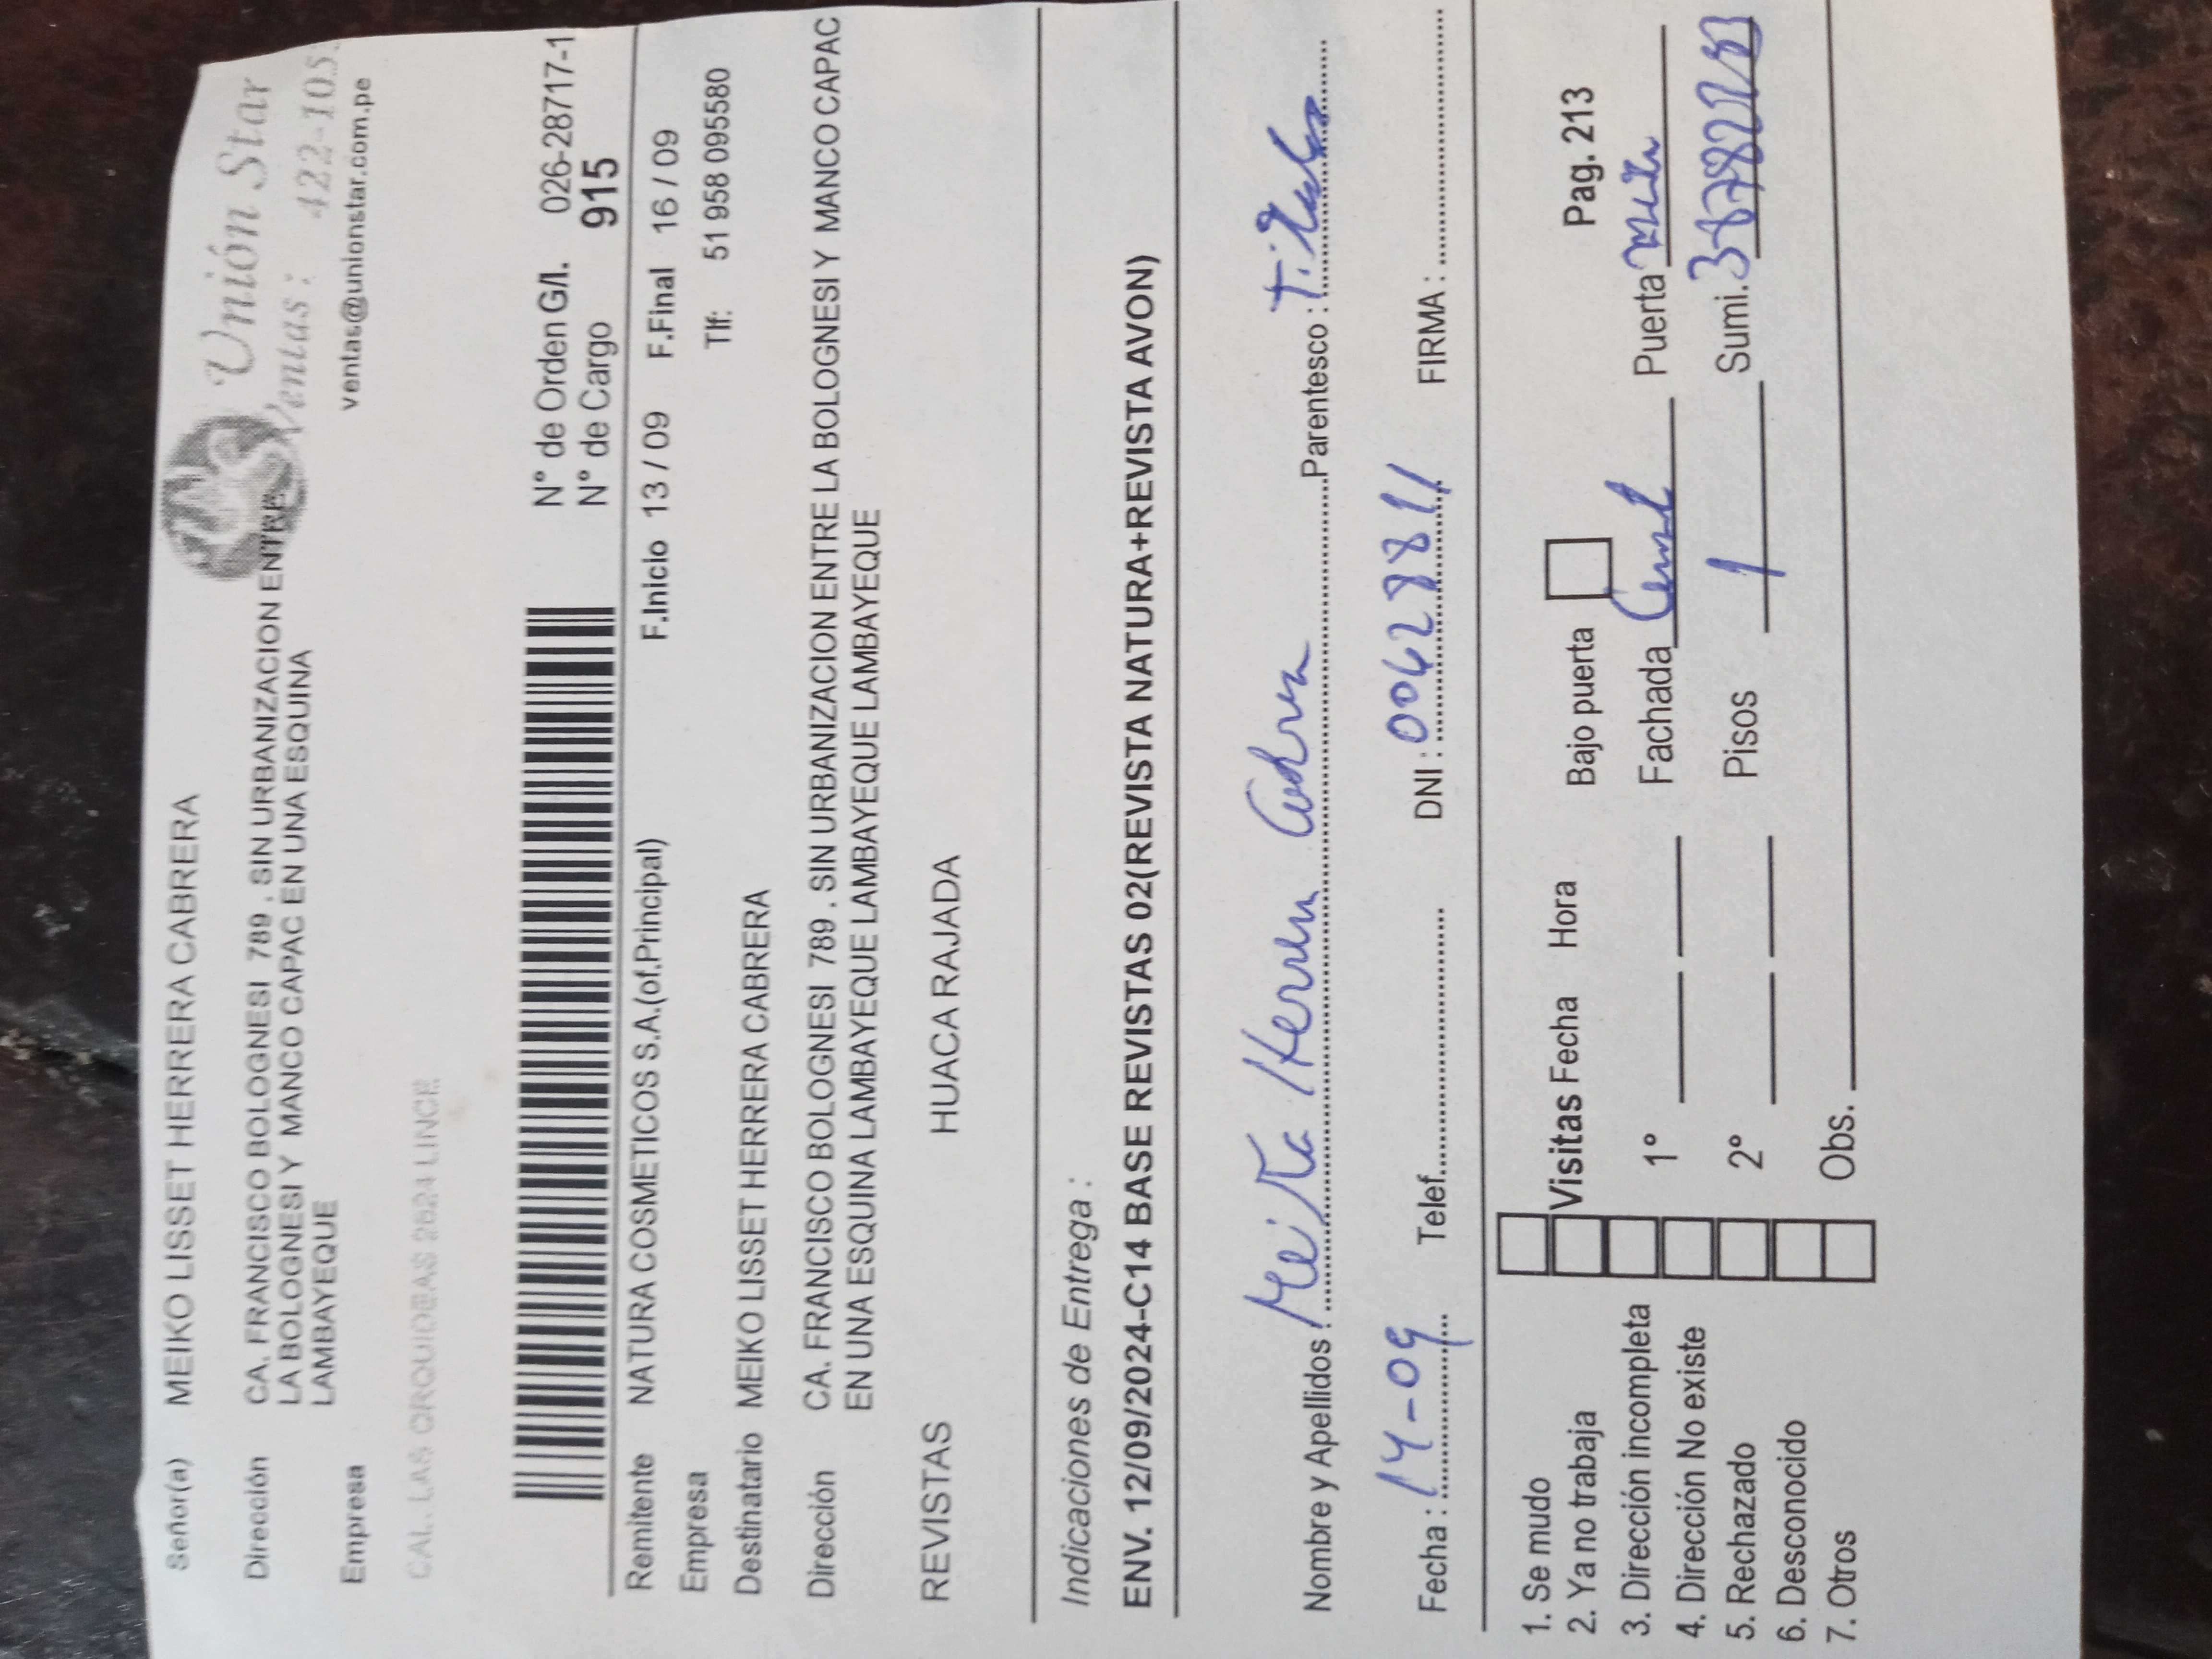 Señor(a) MEIKO LISSET HERRERA CABRERA
Unión Star
Ventas: 422-105
ventas@unionstar.com.pe
Dirección CA. FRANCISCO BOLOGNESI 789 . SIN URBANIZACION ENTRE
LA BOLOGNESI Y MANCO CAPAC EN UNA ESQUINA
LAMBAYEQUE
Empresa
CAL. LAS ORQUIDEAS 2624 LINCE
N° de Orden G/I. 026-28717-1
N° de Cargo 915
Remitente NATURA COSMETICOS S.A.(of.Principal) F.Inicio 13 / 09 F.Final 16 / 09
Empresa Tlf: 51 958 095580
Destinatario MEIKO LISSET HERRERA CABRERA
Dirección CA. FRANCISCO BOLOGNESI 789 . SIN URBANIZACION ENTRE LA BOLOGNESI Y MANCO CAPAC
EN UNA ESQUINA LAMBAYEQUE LAMBAYEQUE LAMBAYEQUE
REVISTAS HUACA RAJADA
Indicaciones de Entrega :
ENV. 12/09/2024-C14 BASE REVISTAS 02(REVISTA NATURA+REVISTA AVON)
Nombre y Apellidos : Herrera Parentesco :
Fecha : 14-09 Telef. DNI : FIRMA :
1. Se mudo
2. Ya no trabaja
3. Dirección incompleta
4. Dirección No existe
5. Rechazado
6. Desconocido
7. Otros
Visitas Fecha Hora Bajo puerta Pag. 213
1° Fachada Puerta
2° Pisos 1 Sumi.
Obs.